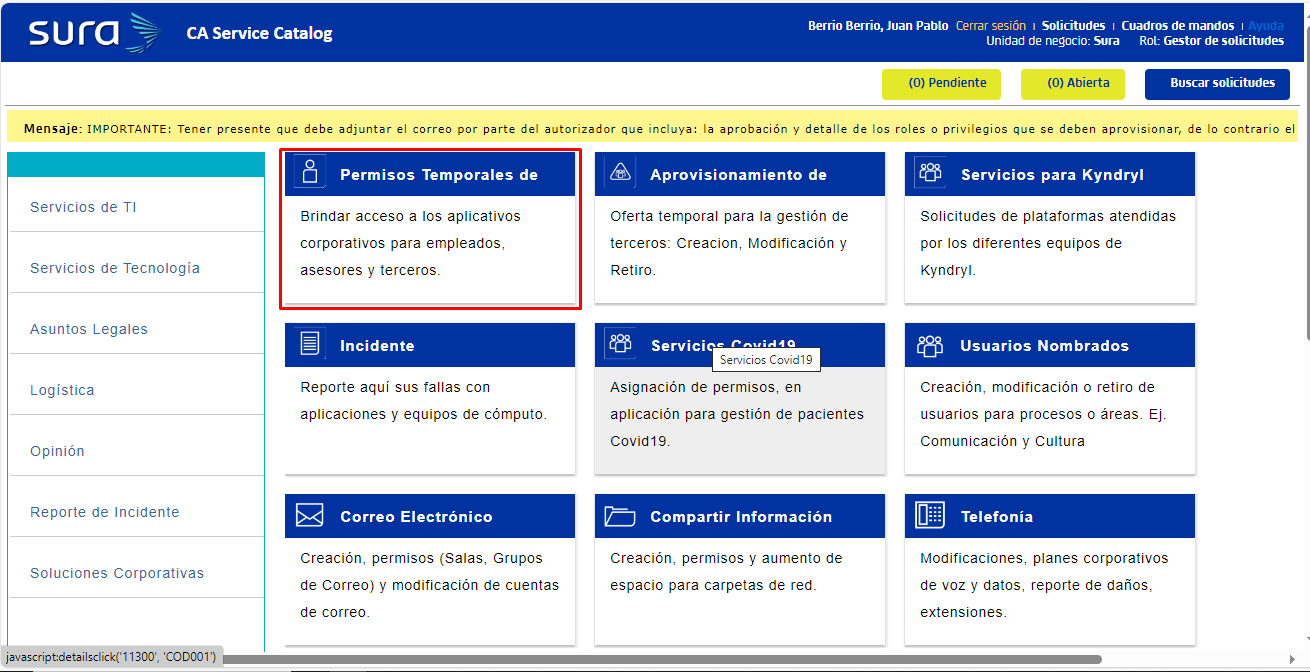 sura
CA Service Catalog
Berrio Berrio, Juan Pablo Cerrar sesión | Solicitudes | Cuadros de mandos | Ayuda
Unidad de negocio: Sura Rol: Gestor de solicitudes
(0) Pendiente
(0) Abierta
Buscar solicitudes
Mensaje: IMPORTANTE: Tener presente que debe adjuntar el correo por parte del autorizador que incluya: la aprobación y detalle de los roles o privilegios que se deben aprovisionar, de lo contrario el
Servicios de TI
Servicios de Tecnología
Asuntos Legales
Logística
Opinión
Reporte de Incidente
Soluciones Corporativas
Permisos Temporales de
Brindar acceso a los aplicativos
corporativos para empleados,
asesores y terceros.
Aprovisionamiento de
Oferta temporal para la gestión de
terceros: Creacion, Modificación y
Retiro.
Servicios para Kyndryl
Solicitudes de plataformas atendidas
por los diferentes equipos de
Kyndryl.
Incidente
Reporte aquí sus fallas con
aplicaciones y equipos de cómputo.
Servicios Covid19
Servicios Covid19
Asignación de permisos, en
aplicación para gestión de pacientes
Covid19.
Usuarios Nombrados
Creación, modificación o retiro de
usuarios para procesos o áreas. Ej.
Comunicación y Cultura
Correo Electrónico
Creación, permisos (Salas, Grupos
de Correo) y modificación de cuentas
de correo.
Compartir Información
Creación, permisos y aumento de
espacio para carpetas de red.
Telefonía
Modificaciones, planes corporativos
de voz y datos, reporte de daños,
extensiones.
javascript:detailsclick('11300', 'COD001')